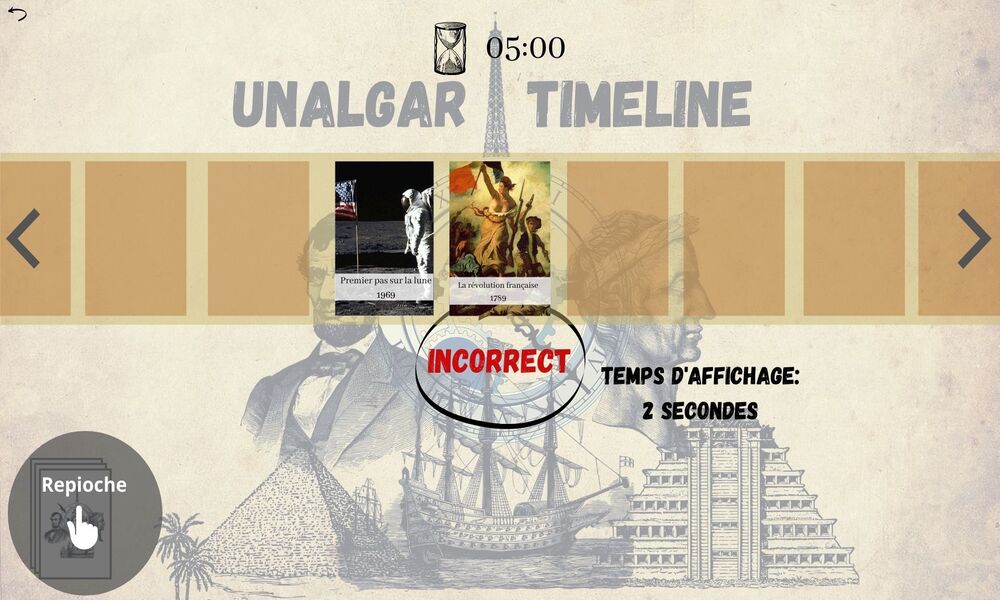 05:00
UNALGAR TIMELINE
Premier pas sur la lune
1969
La révolution française
1789
INCORRECT
TEMPS D'AFFICHAGE:
2 SECONDES
Repioche